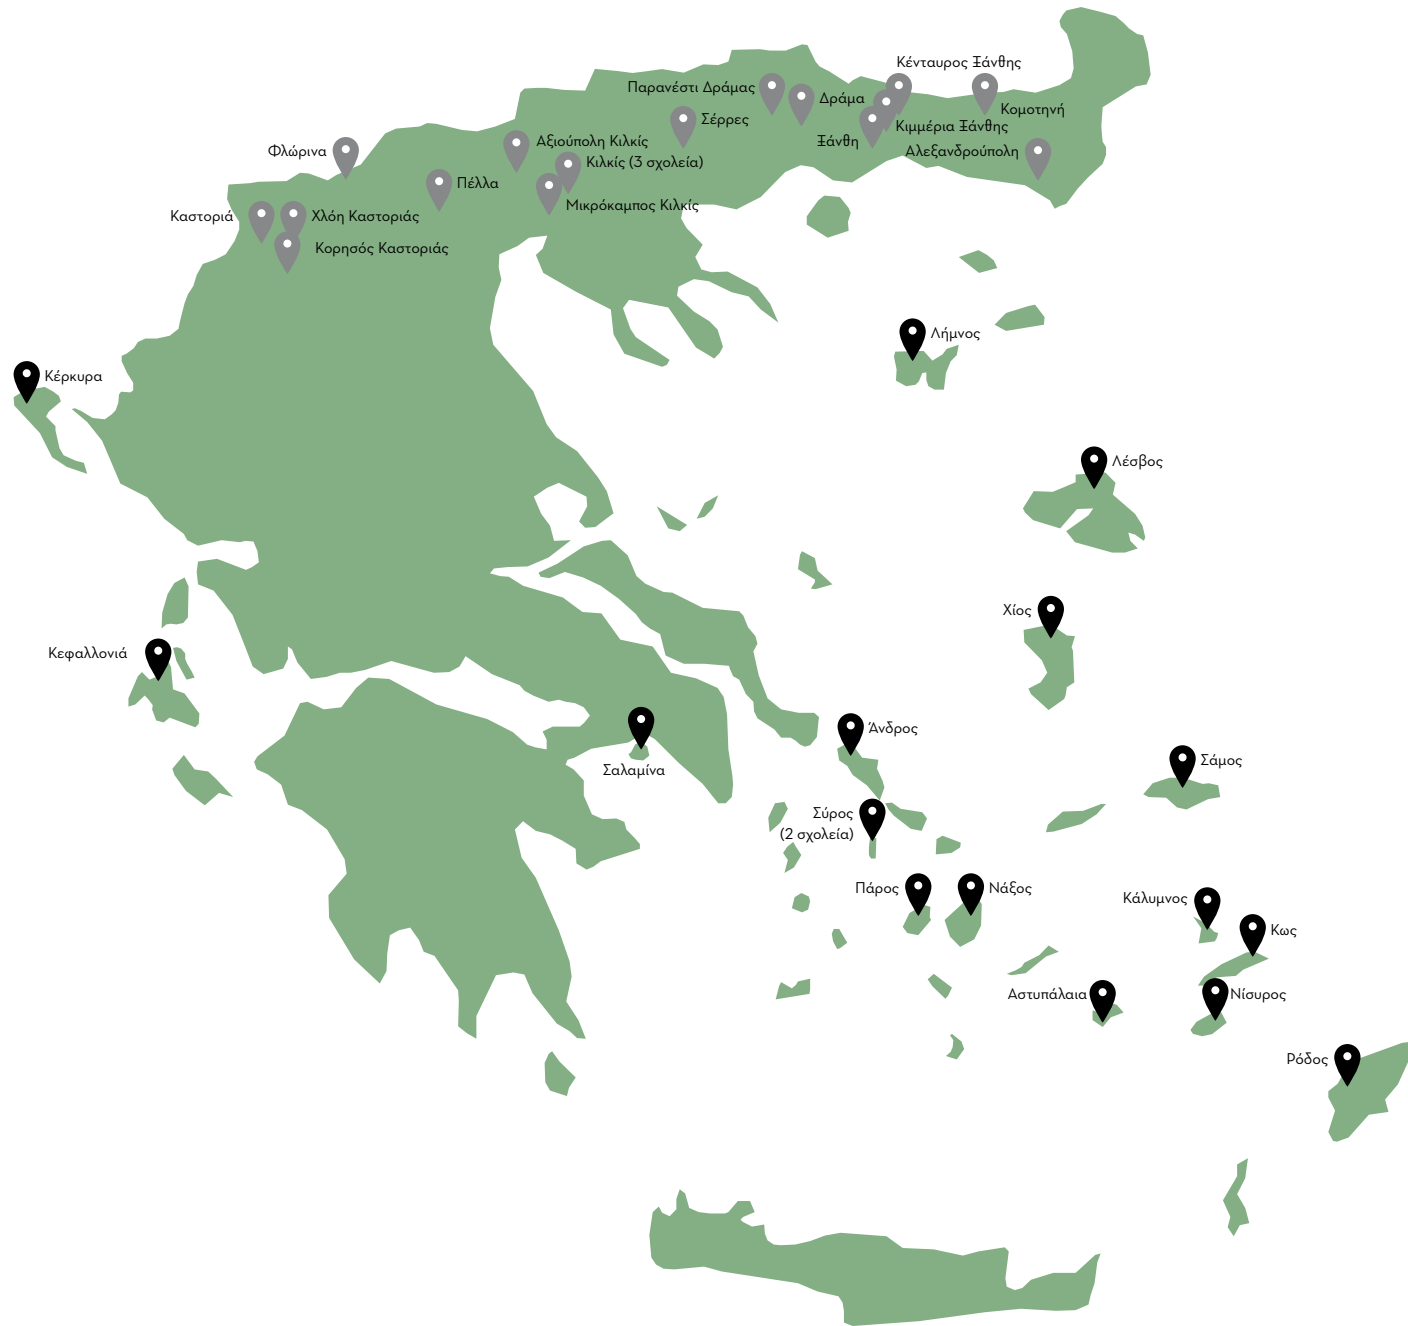 Κένταυρος Ξάνθης
Παρανέστι Δράμας
Δράμα
Κομοτηνή
Σέρρες
Κιμμέρια Ξάνθης
Ξάνθη
Αξιούπολη Κιλκίς
Φλώρινα
Αλεξανδρούπολη
Κιλκίς (3 σχολεία)
Πέλλα
Μικρόκαμπος Κιλκίς
Καστοριά
Χλόη Καστοριάς
Κορησός Καστοριάς
Λήμνος
Κέρκυρα
Λέσβος
Χίος
Κεφαλλονιά
Άνδρος
Σάμος
Σαλαμίνα
Σύρος
(2 σχολεία)
Πάρος
Νάξος
Κάλυμνος
Κως
Αστυπάλαια
Νίσυρος
Ρόδος